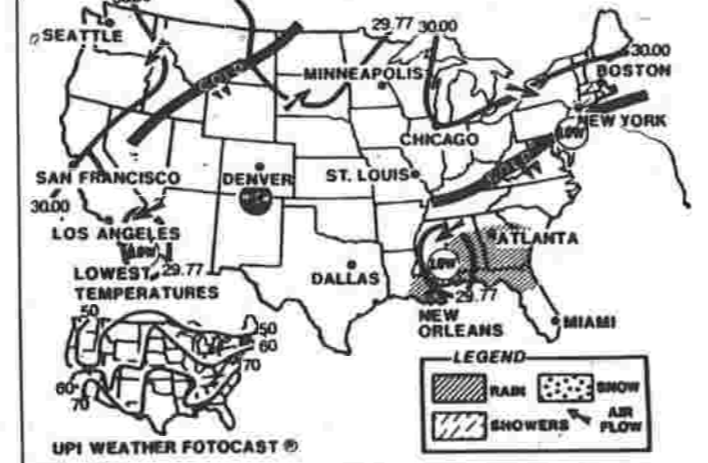 29.77 30.00
SEATTLE
30.00
MINNEAPOLIS
BOSTON
COLD
NEW YORK
CHICAGO
LOW
SAN FRANCISCO
DENVER
ST. LOUIS
30.00
LOS ANGELES
ATLANTA
LOW
LOW
LOWEST 29.77
TEMPERATURES
DALLAS
29.77
NEW
ORLEANS
MIAMI
50
50
60
70
60
70
LEGEND
RAIN
SNOW
SHOWERS
AIR
FLOW
UPI WEATHER FOTOCAST ®